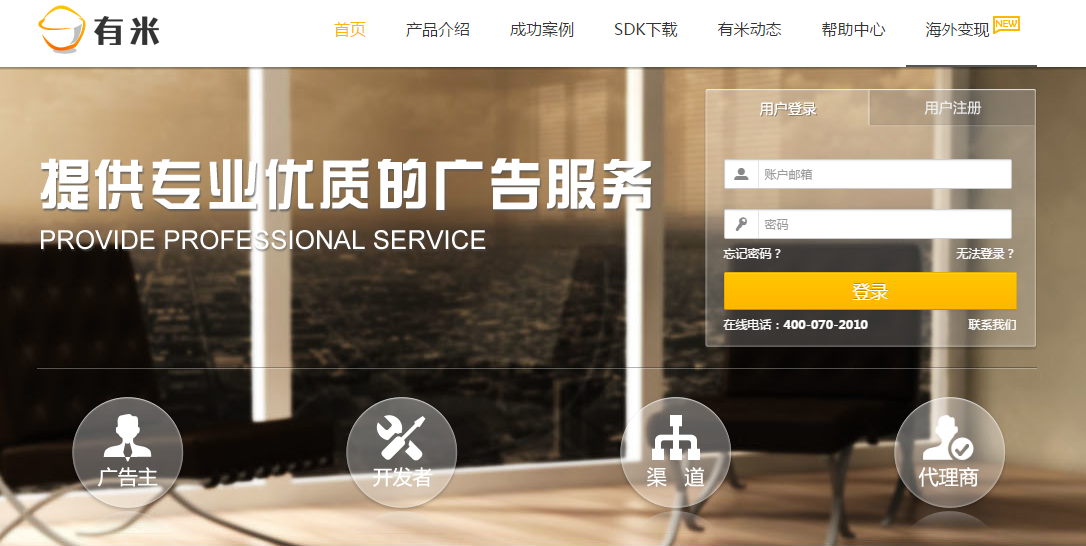 有米
首页 产品介绍 成功案例 SDK下载 有米动态 帮助中心 海外变现 NEW
用户登录 用户注册
提供专业优质的广告服务
PROVIDE PROFESSIONAL SERVICE
账户邮箱
密码
忘记密码？ 无法登录？
登录
在线电话：400-070-2010 联系我们
广告主 开发者 渠 道 代理商